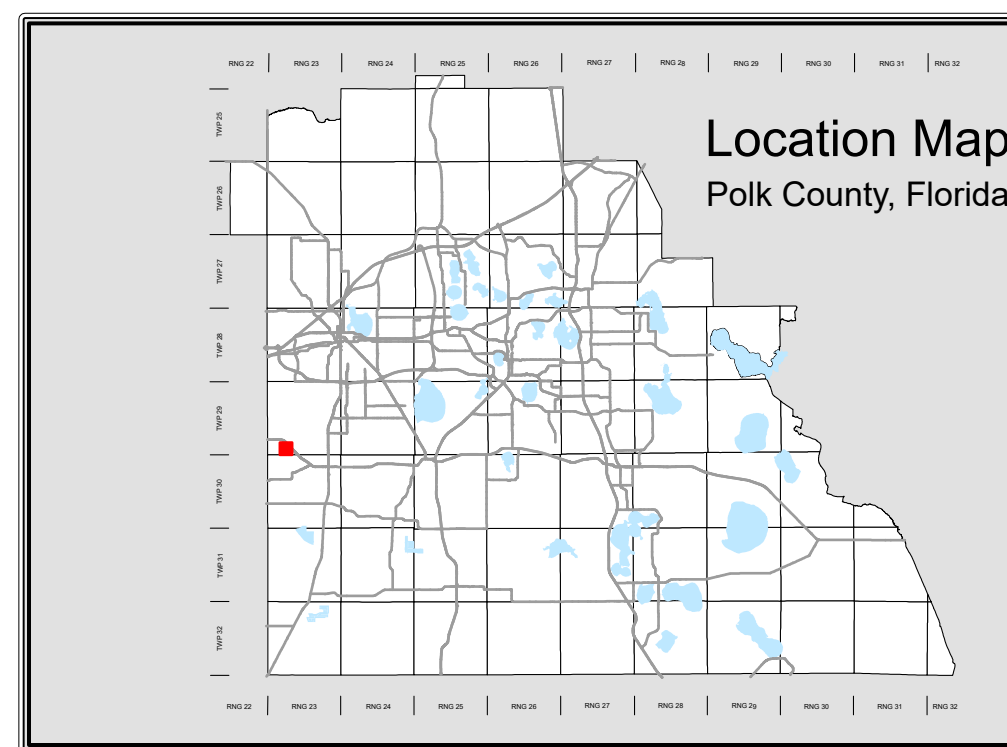 RNG 22 RNG 23 RNG 24 RNG 25 RNG 26 RNG 27 RNG 28 RNG 29 RNG 30 RNG 31 RNG 32
Location Map
Polk County, Florida
TWP 25
TWP 26
TWP 27
TWP 28
TWP 29
TWP 30
TWP 31
TWP 32
RNG 22 RNG 23 RNG 24 RNG 25 RNG 26 RNG 27 RNG 28 RNG 29 RNG 30 RNG 31 RNG 32